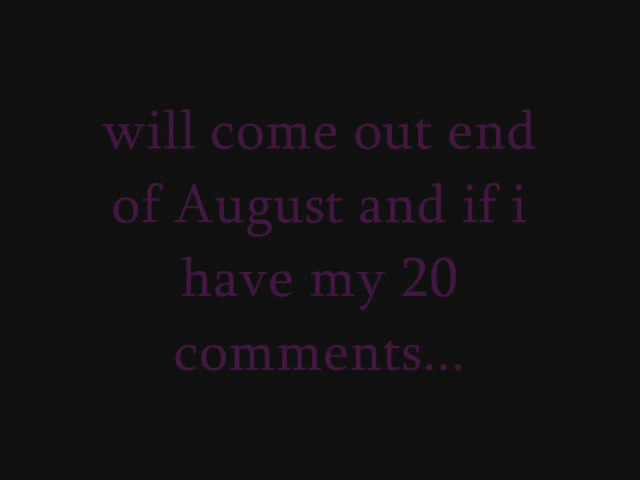 will come out end
of August and if i
have my 20
comments...